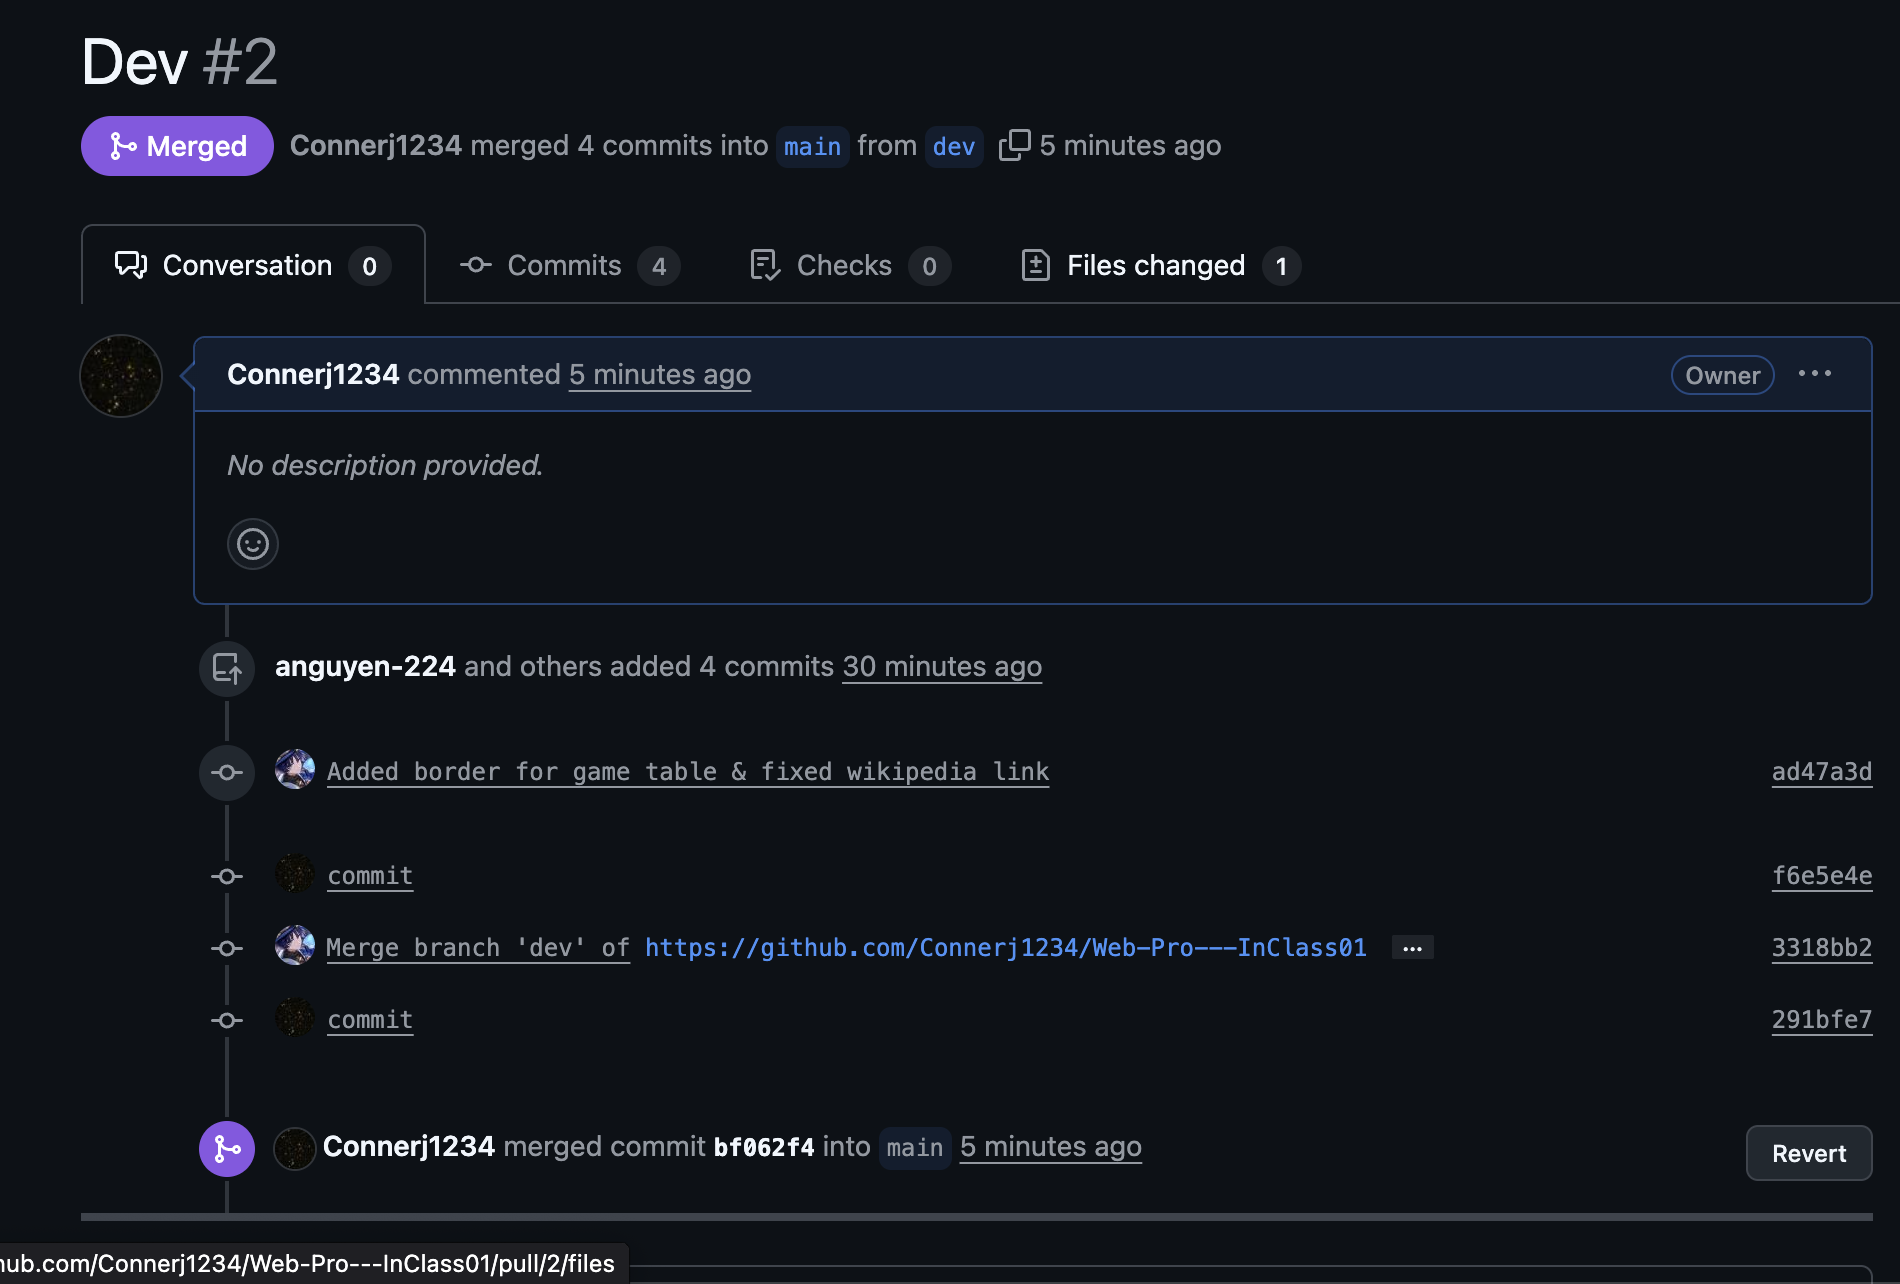 Dev #2
Merged Connerj1234 merged 4 commits into main from dev 5 minutes ago
Conversation 0 Commits 4 Checks 0 Files changed 1
Connerj1234 commented 5 minutes ago Owner ...
No description provided.
anguyen-224 and others added 4 commits 30 minutes ago
Added border for game table & fixed wikipedia link ad47a3d
commit f6e5e4e
Merge branch 'dev' of https://github.com/Connerj1234/Web-Pro---InClass01 ... 3318bb2
commit 291bfe7
Connerj1234 merged commit bf062f4 into main 5 minutes ago Revert
hub.com/Connerj1234/Web-Pro---InClass01/pull/2/files